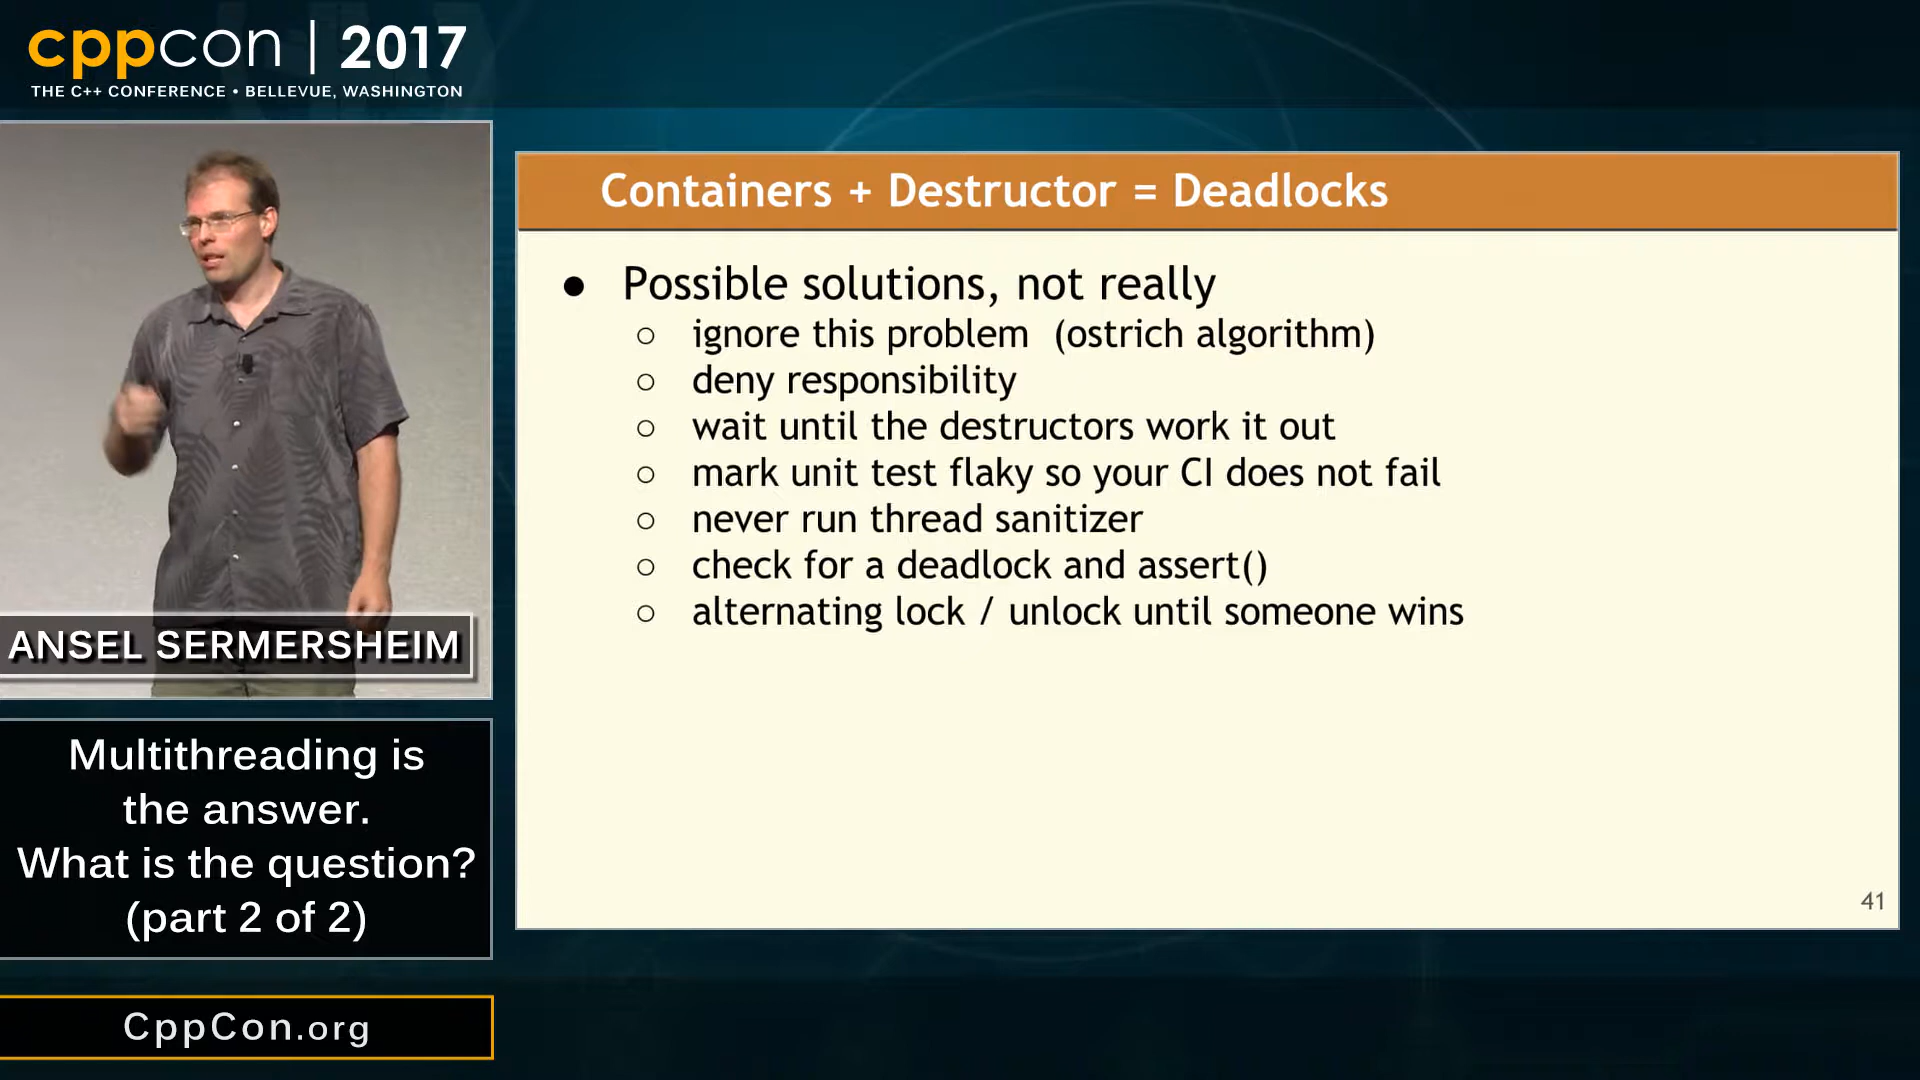 cppcon | 2017
THE C++ CONFERENCE • BELLEVUE, WASHINGTON
ANSEL SERMERSHEIM
Multithreading is
the answer.
What is the question?
(part 2 of 2)
CppCon.org
Containers + Destructor = Deadlocks
● Possible solutions, not really
○ ignore this problem (ostrich algorithm)
○ deny responsibility
○ wait until the destructors work it out
○ mark unit test flaky so your CI does not fail
○ never run thread sanitizer
○ check for a deadlock and assert()
○ alternating lock / unlock until someone wins
41